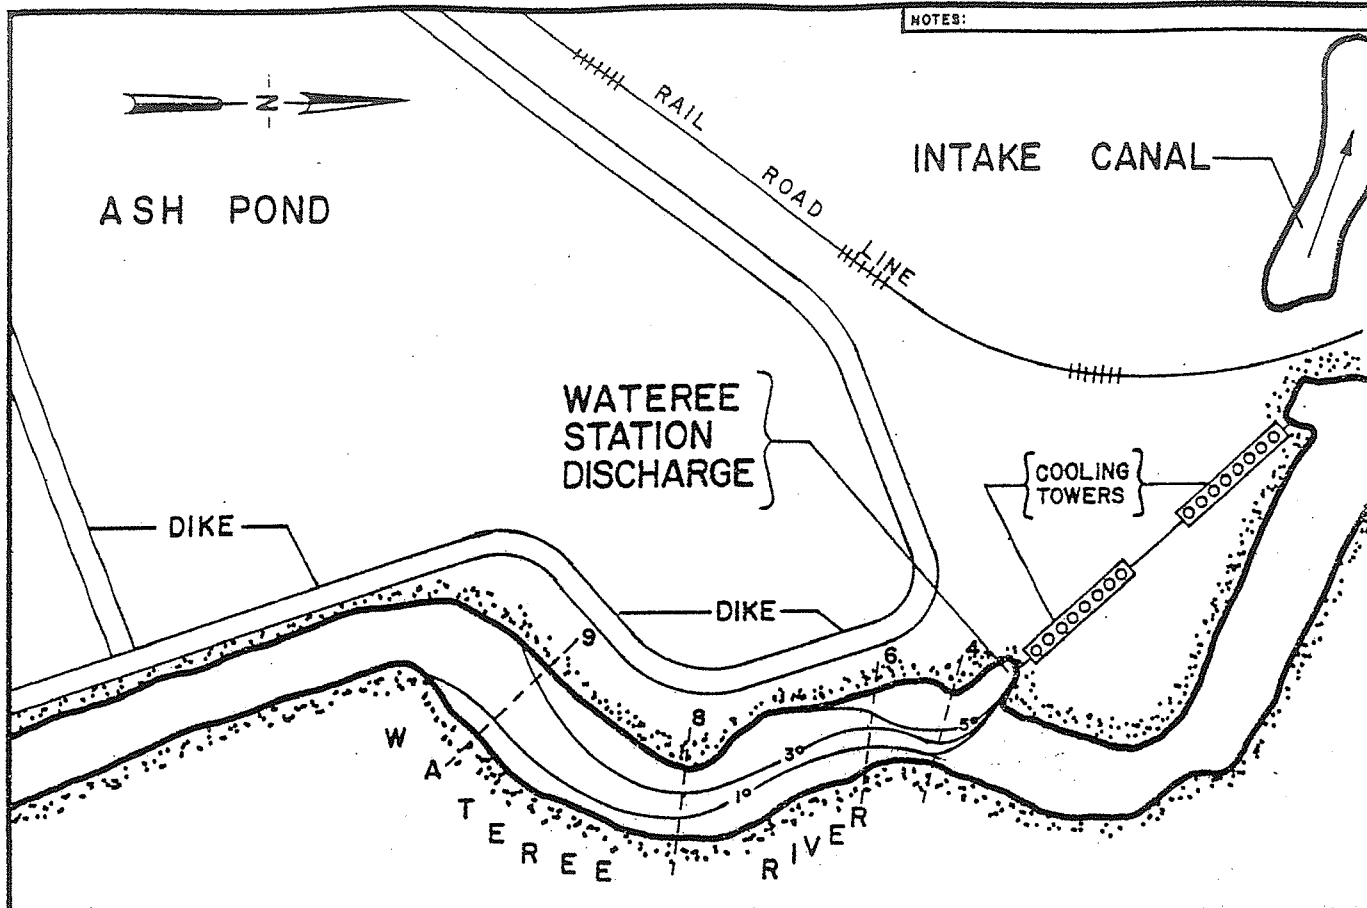 NOTES:
N
RAIL ROAD LINE
INTAKE CANAL
ASH POND
WATEREE
STATION
DISCHARGE
COOLING
TOWERS
DIKE
DIKE
9
8
6
4
5°
3°
1°
WATEREE RIVER